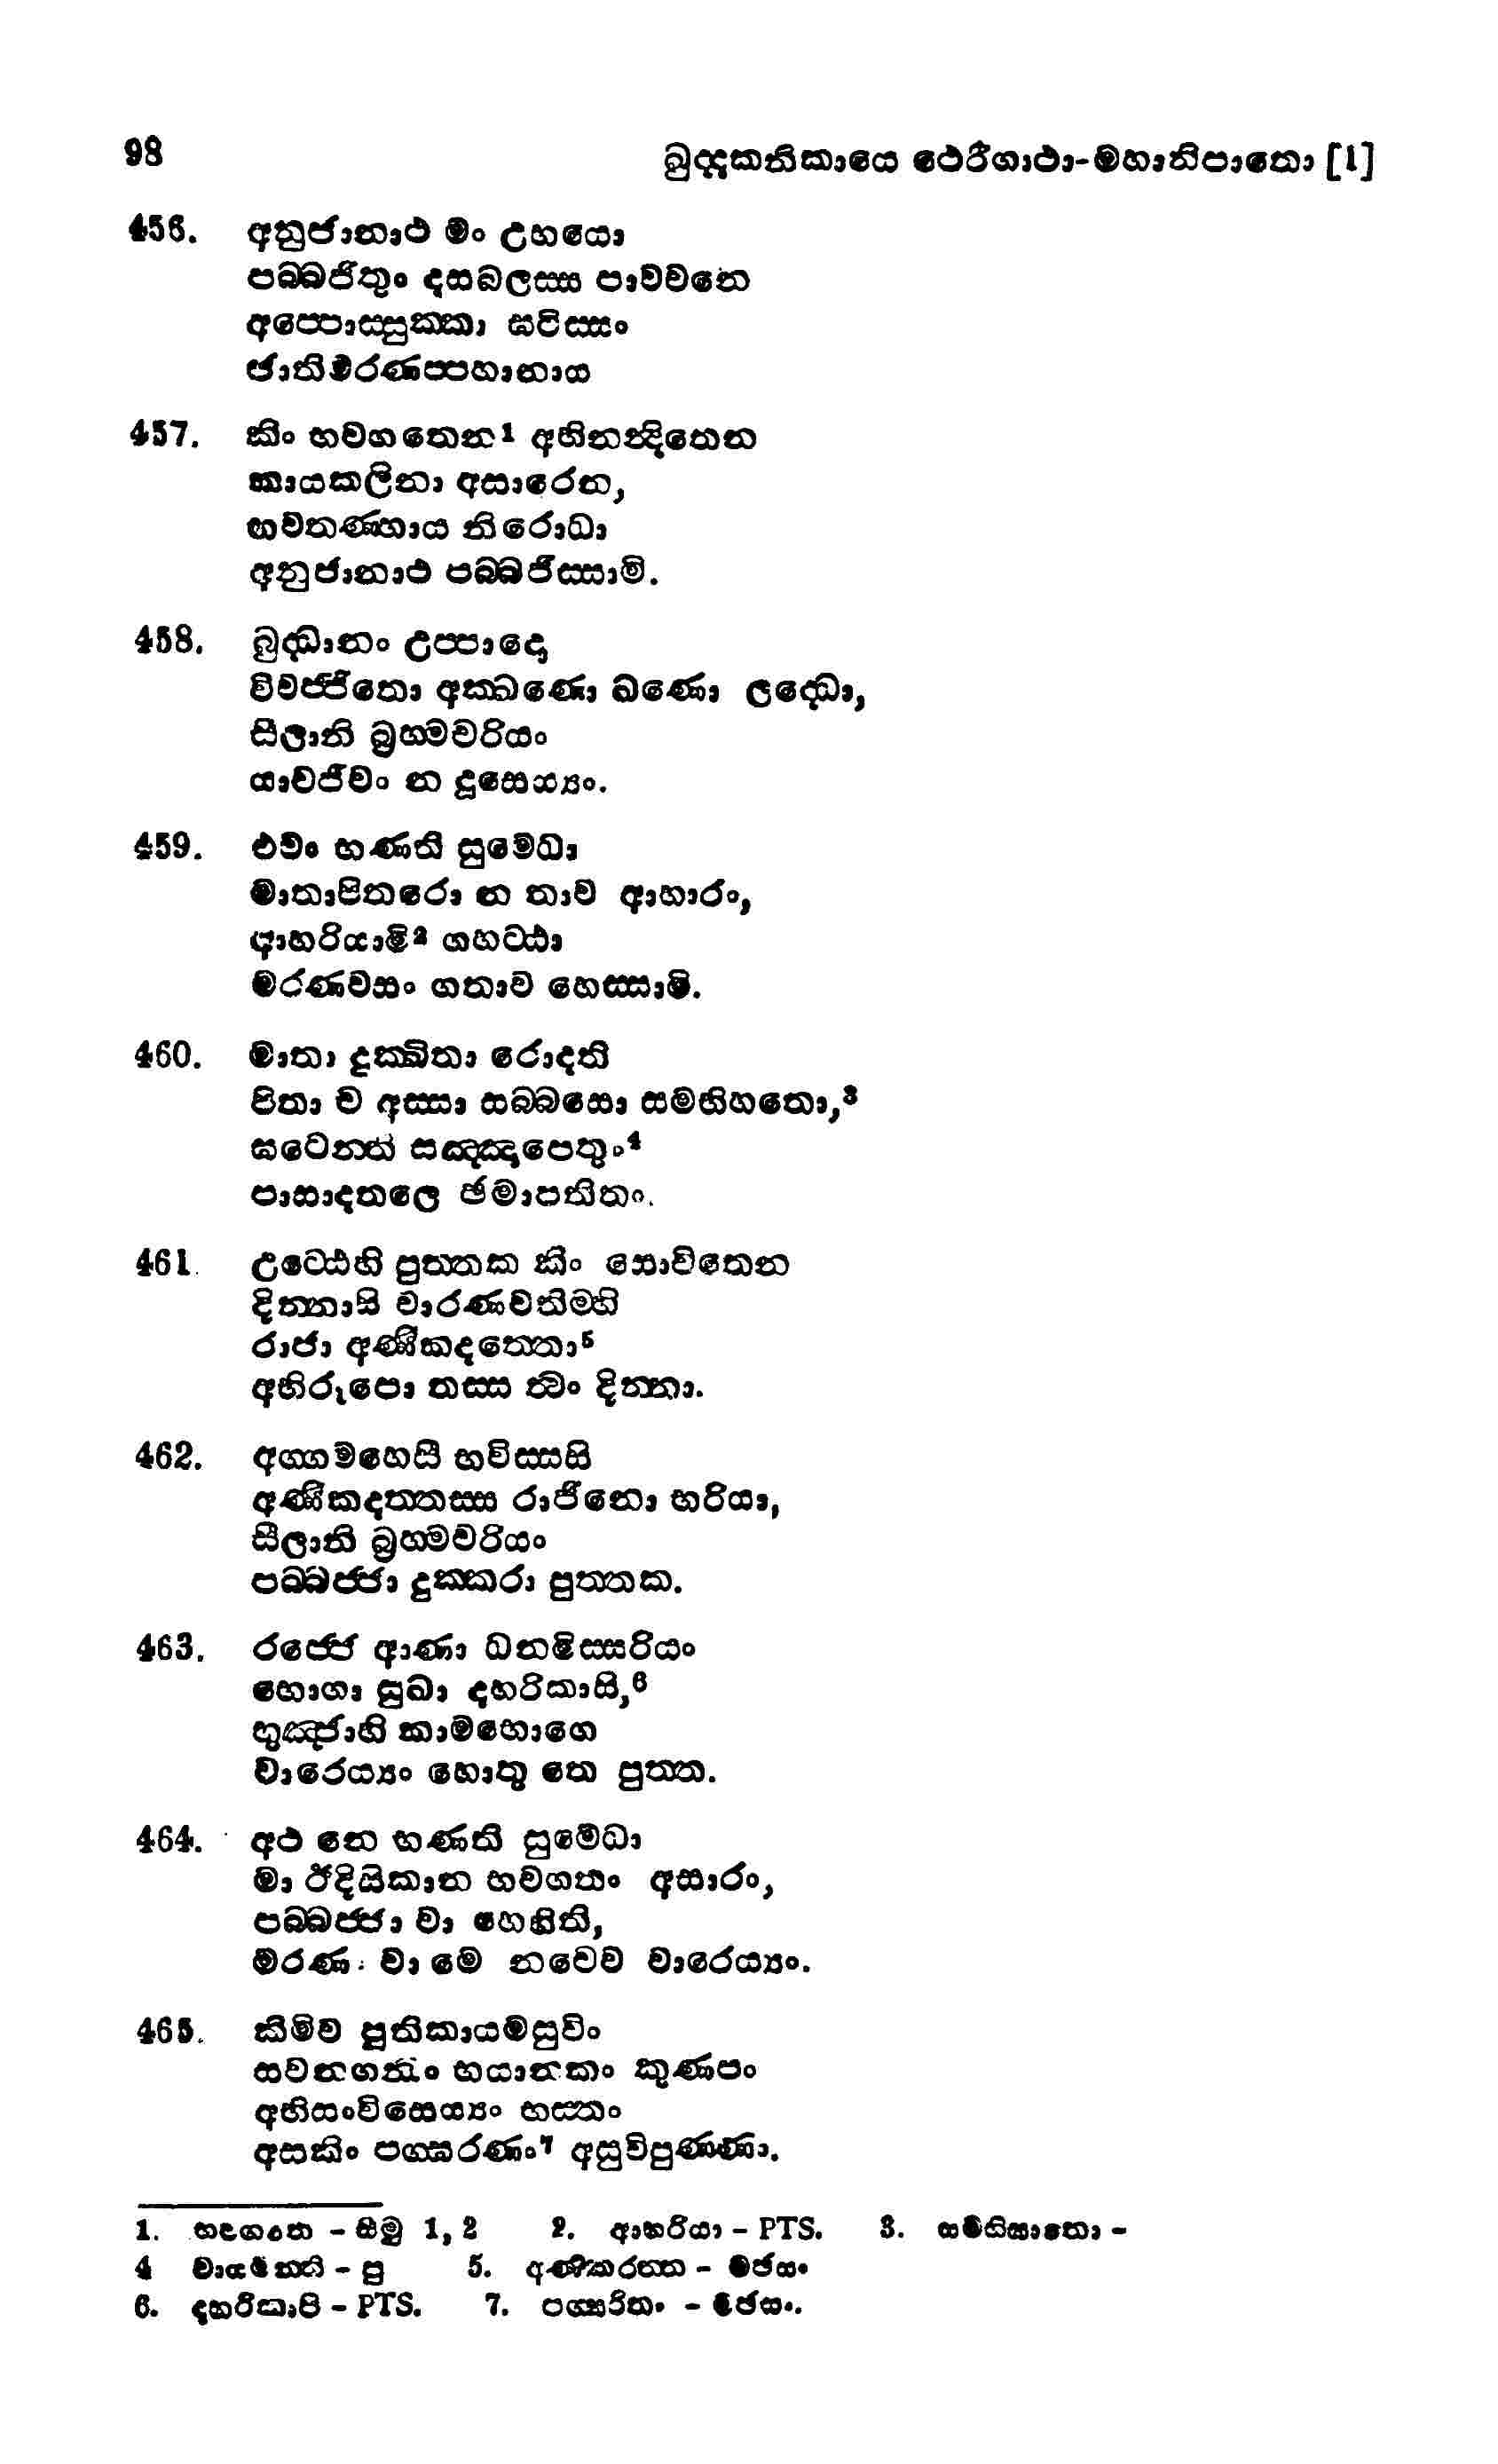 98
ඛුද්දකනිකායෙ ථෙරීගාථා-මහානිපාතො [1]
456. අනුජානාථ මං උභයො
පබ්බජිතුං දසබලස්ස පාවචනෙ
අප්පොස්සුක්කා ඝටිස්සං
ජාතිමරණප්පහානාය
457. කිං භවගතෙන¹ අභිනන්දිතෙන
කායකලිනා අසාරෙන,
භවතණ්හාය නිරොධා
අනුජානාථ පබ්බජිස්සාමි.
458. බුද්ධානං උප්පාදො
විවජ්ජිතො අක්ඛණො ඛණො ලද්ධො,
සීලානි බ්‍රහ්මචරියං
යාවජීවං න දූසෙය්‍යං.
459. එවං භණති සුමෙධා
මාතාපිතරො න තාව ආහාරං,
ආහරියාමි² ගහට්ඨා
මරණවසං ගතාව හෙස්සාමි.
460. මාතා දුක්ඛිතා රොදති
පිතා ච අස්සා සබ්බසො සමභිහතො,³
ඝටෙන්ති සඤ්ඤාපෙතුං⁴
පාසාදතලෙ ඡමාපතිතං.
461. උට්ඨෙහි පුත්තක කිං සොචිතෙන
දින්නාසි වාරණවතිම්හි
රාජා අණීකදත්තො⁵
අභිරූපො තස්ස ත්වං දින්නා.
462. අග්ගමහෙසී භවිස්සසි
අණීකදත්තස්ස රාජිනො භරියා,
සීලානි බ්‍රහ්මචරියං
පබ්බජ්ජා දුක්කරා පුත්තක.
463. රජ්ජෙ ආණා ධනමිස්සරියං
භොගා සුඛා දහරිකාසි,⁶
භුඤ්ජාහි කාමභොගෙ
වාරෙය්‍යං හොතු තෙ පුත්ත.
464. අථ නෙ භණති සුමෙධා
මා ඊදිසිකාන භවගතං අසාරං,
පබ්බජ්ජා වා හෙහිති,
මරණං වා මෙ නචෙව වාරෙය්‍යං.
465. කිමිව පූතිකායමසුචිං
සවනගන්ධං භයානකං කුණපං
අභිසංවිසෙය්‍යං භස්තං
අසකිං පග්ඝරණං⁷ අසුචිපුණ්ණං.
1. භවගතෙ - සීමු 1, 2 2. ආහරියා - PTS. 3. සමභිසාතො -
4 වායමන්ති - පු 5. අණීකරත්ත - මජසං
6. දහරිකාපි - PTS. 7. පග්ඝරිතං - මජසං.